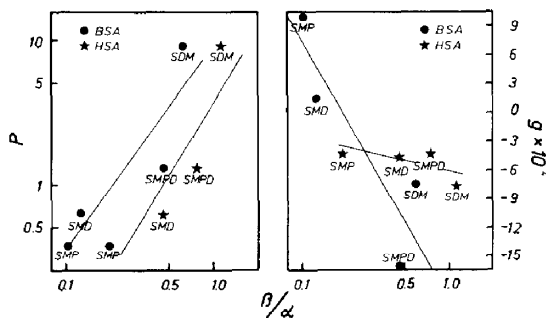 ● BSA
★ HSA
10
5
1
0.5
P
SDM
SDM
SMPD
SMPD
SMD
SMD
SMP
SMP
0.1
0.5
1.0
● BSA
★ HSA
SMP
SMD
SMP
SMD
SMPD
SDM
SDM
SMPD
9
6
3
0
-3
-6
-9
-12
-15
0.1
0.5
1.0
β/α